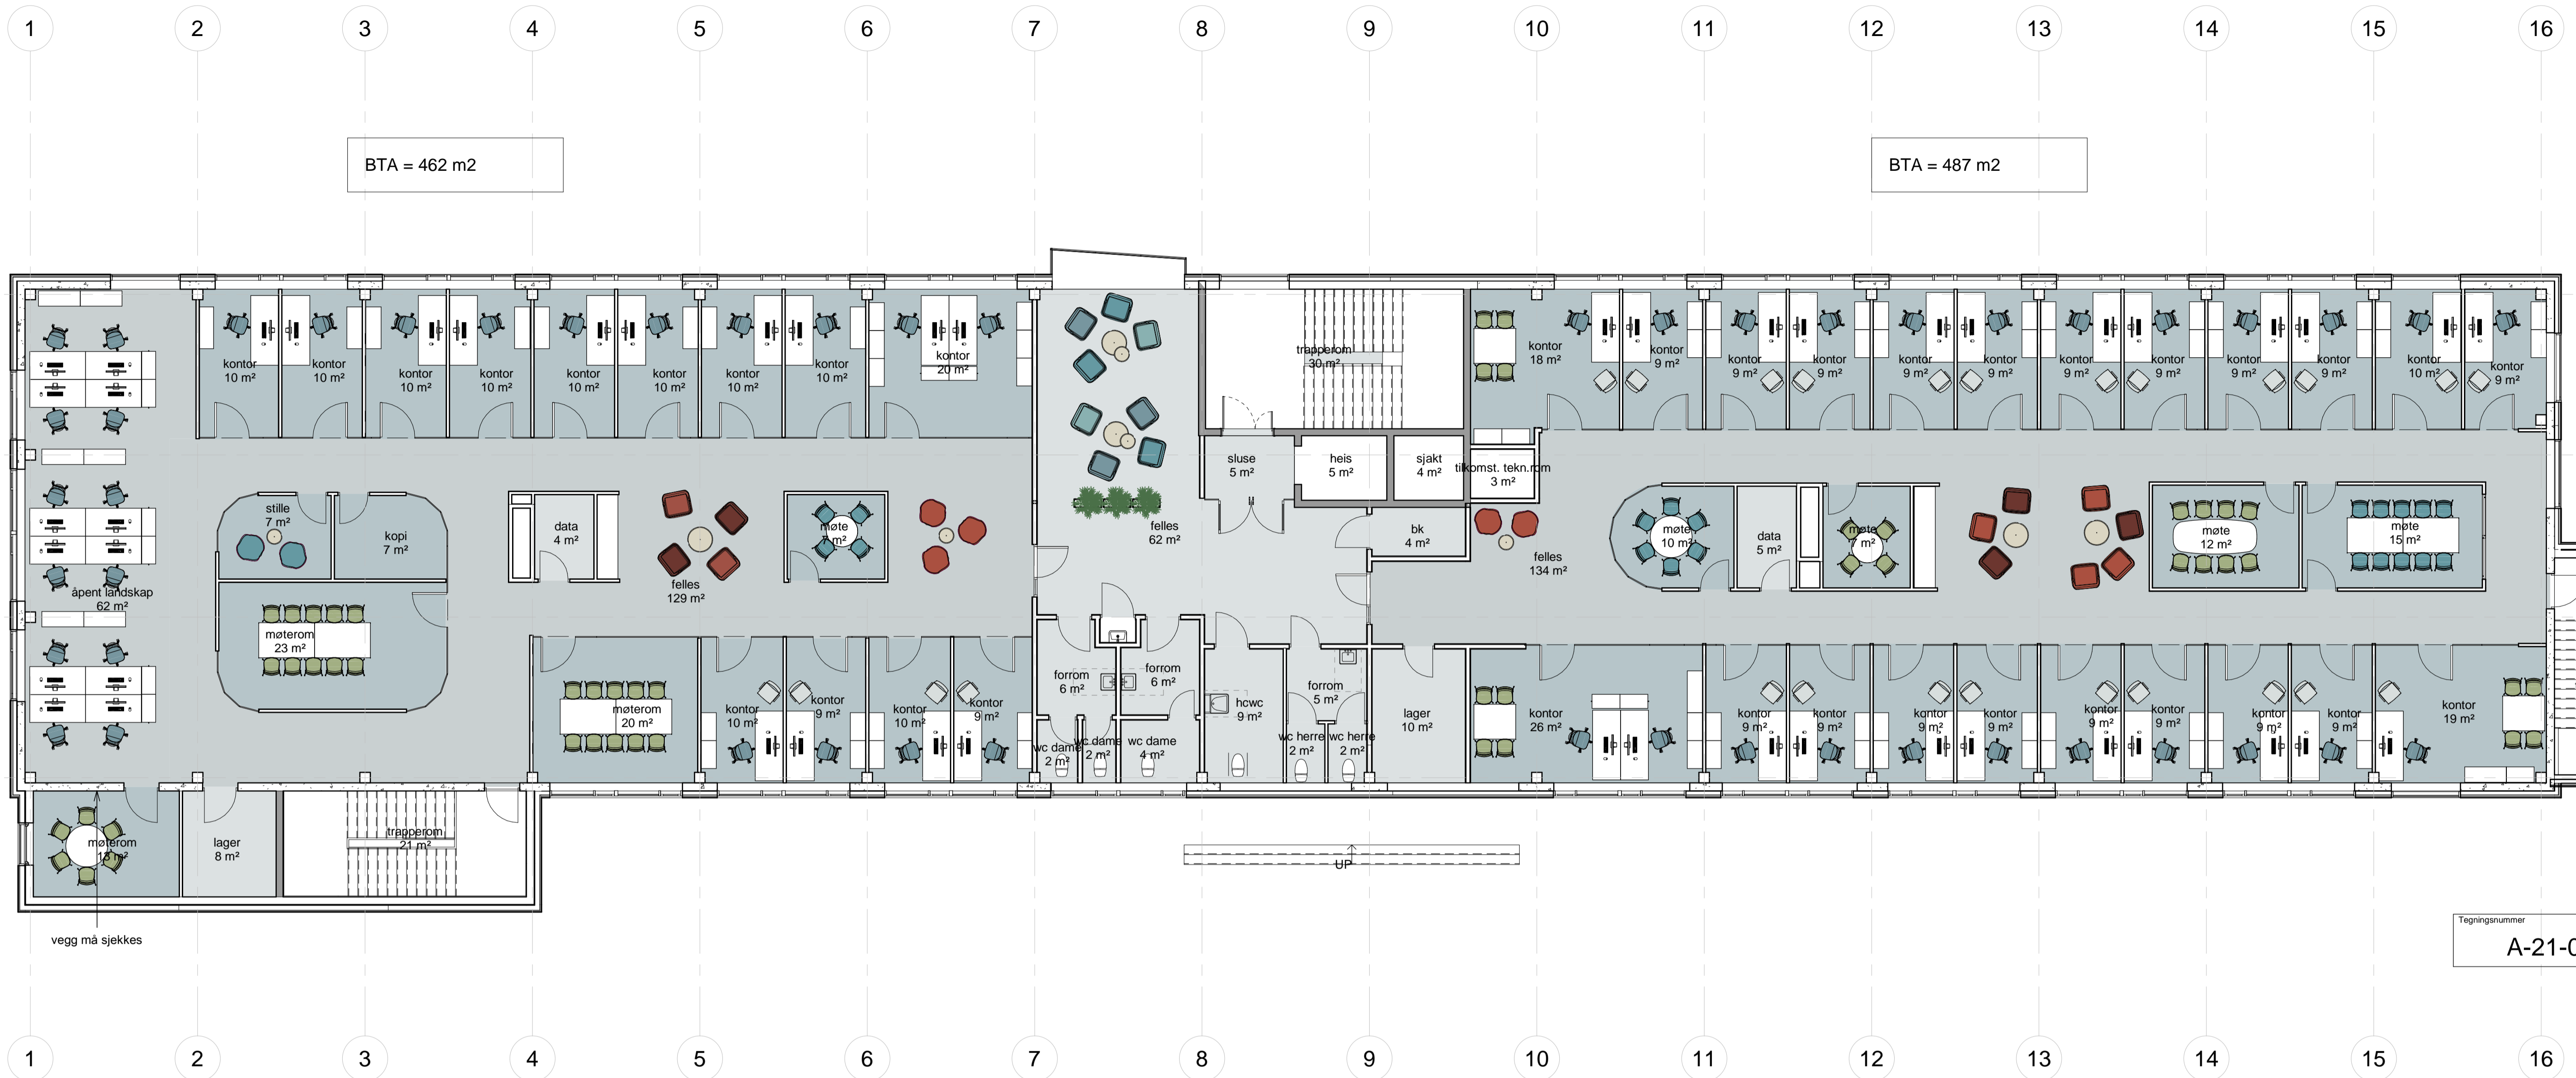 1 2 3 4 5 6 7 8 9 10 11 12 13 14 15 16
BTA = 462 m2
BTA = 487 m2
kontor
10 m²
kontor
10 m²
kontor
10 m²
kontor
10 m²
kontor
10 m²
kontor
10 m²
kontor
10 m²
kontor
10 m²
kontor
20 m²
trapperom
30 m²
kontor
18 m²
kontor
9 m²
kontor
9 m²
kontor
9 m²
kontor
9 m²
kontor
9 m²
kontor
9 m²
kontor
9 m²
kontor
9 m²
kontor
9 m²
kontor
10 m²
kontor
9 m²
sluse
5 m²
heis
5 m²
sjakt
4 m²
tilkomst. tekn.rom
3 m²
stille
7 m²
kopi
7 m²
data
4 m²
felles
129 m²
møte
7 m²
felles
62 m²
bk
4 m²
felles
134 m²
møte
10 m²
data
5 m²
møte
7 m²
møte
12 m²
møte
15 m²
åpent landskap
62 m²
møterom
23 m²
møterom
20 m²
kontor
10 m²
kontor
9 m²
kontor
10 m²
kontor
9 m²
forrom
6 m²
forrom
6 m²
wc dame
2 m²
wc dame
2 m²
wc dame
4 m²
hcwc
9 m²
forrom
5 m²
wc herre
2 m²
wc herre
2 m²
lager
10 m²
kontor
26 m²
kontor
9 m²
kontor
9 m²
kontor
9 m²
kontor
9 m²
kontor
9 m²
kontor
9 m²
kontor
9 m²
kontor
9 m²
kontor
19 m²
møterom
13 m²
lager
8 m²
trapperom
21 m²
UP
vegg må sjekkes
Tegningsnummer
A-21-0
1 2 3 4 5 6 7 8 9 10 11 12 13 14 15 16